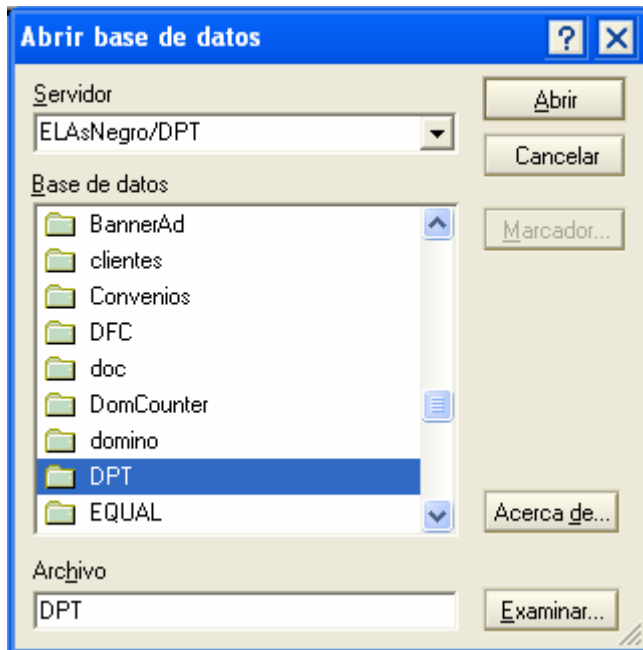 Abrir base de datos
Servidor
ELAsNegro/DPT
Abrir
Cancelar
Base de datos
BannerAd
clientes
Convenios
DFC
doc
DomCounter
domino
DPT
EQUAL
Marcador...
Acerca de...
Archivo
DPT
Examinar...